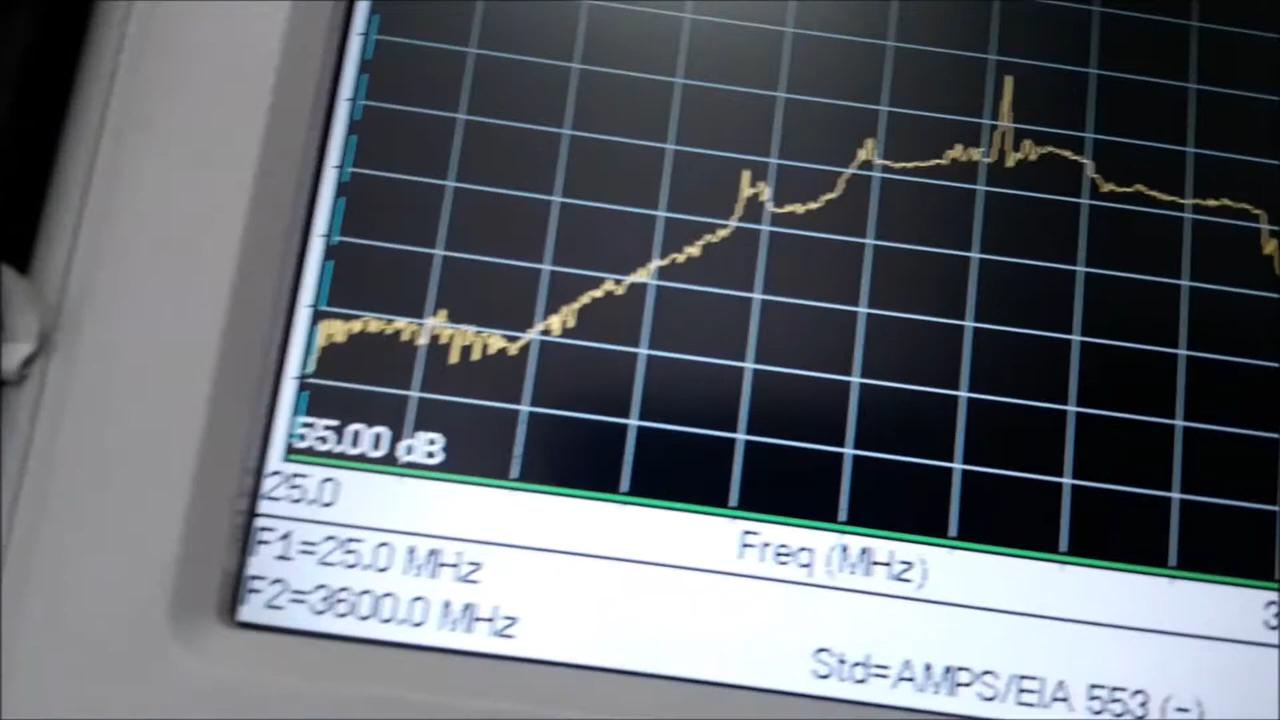 55.00 dB
25.0
Freq (MHz)
3
F1=25.0 MHz
F2=3600.0 MHz
Std=AMPS/EIA 553 (-)